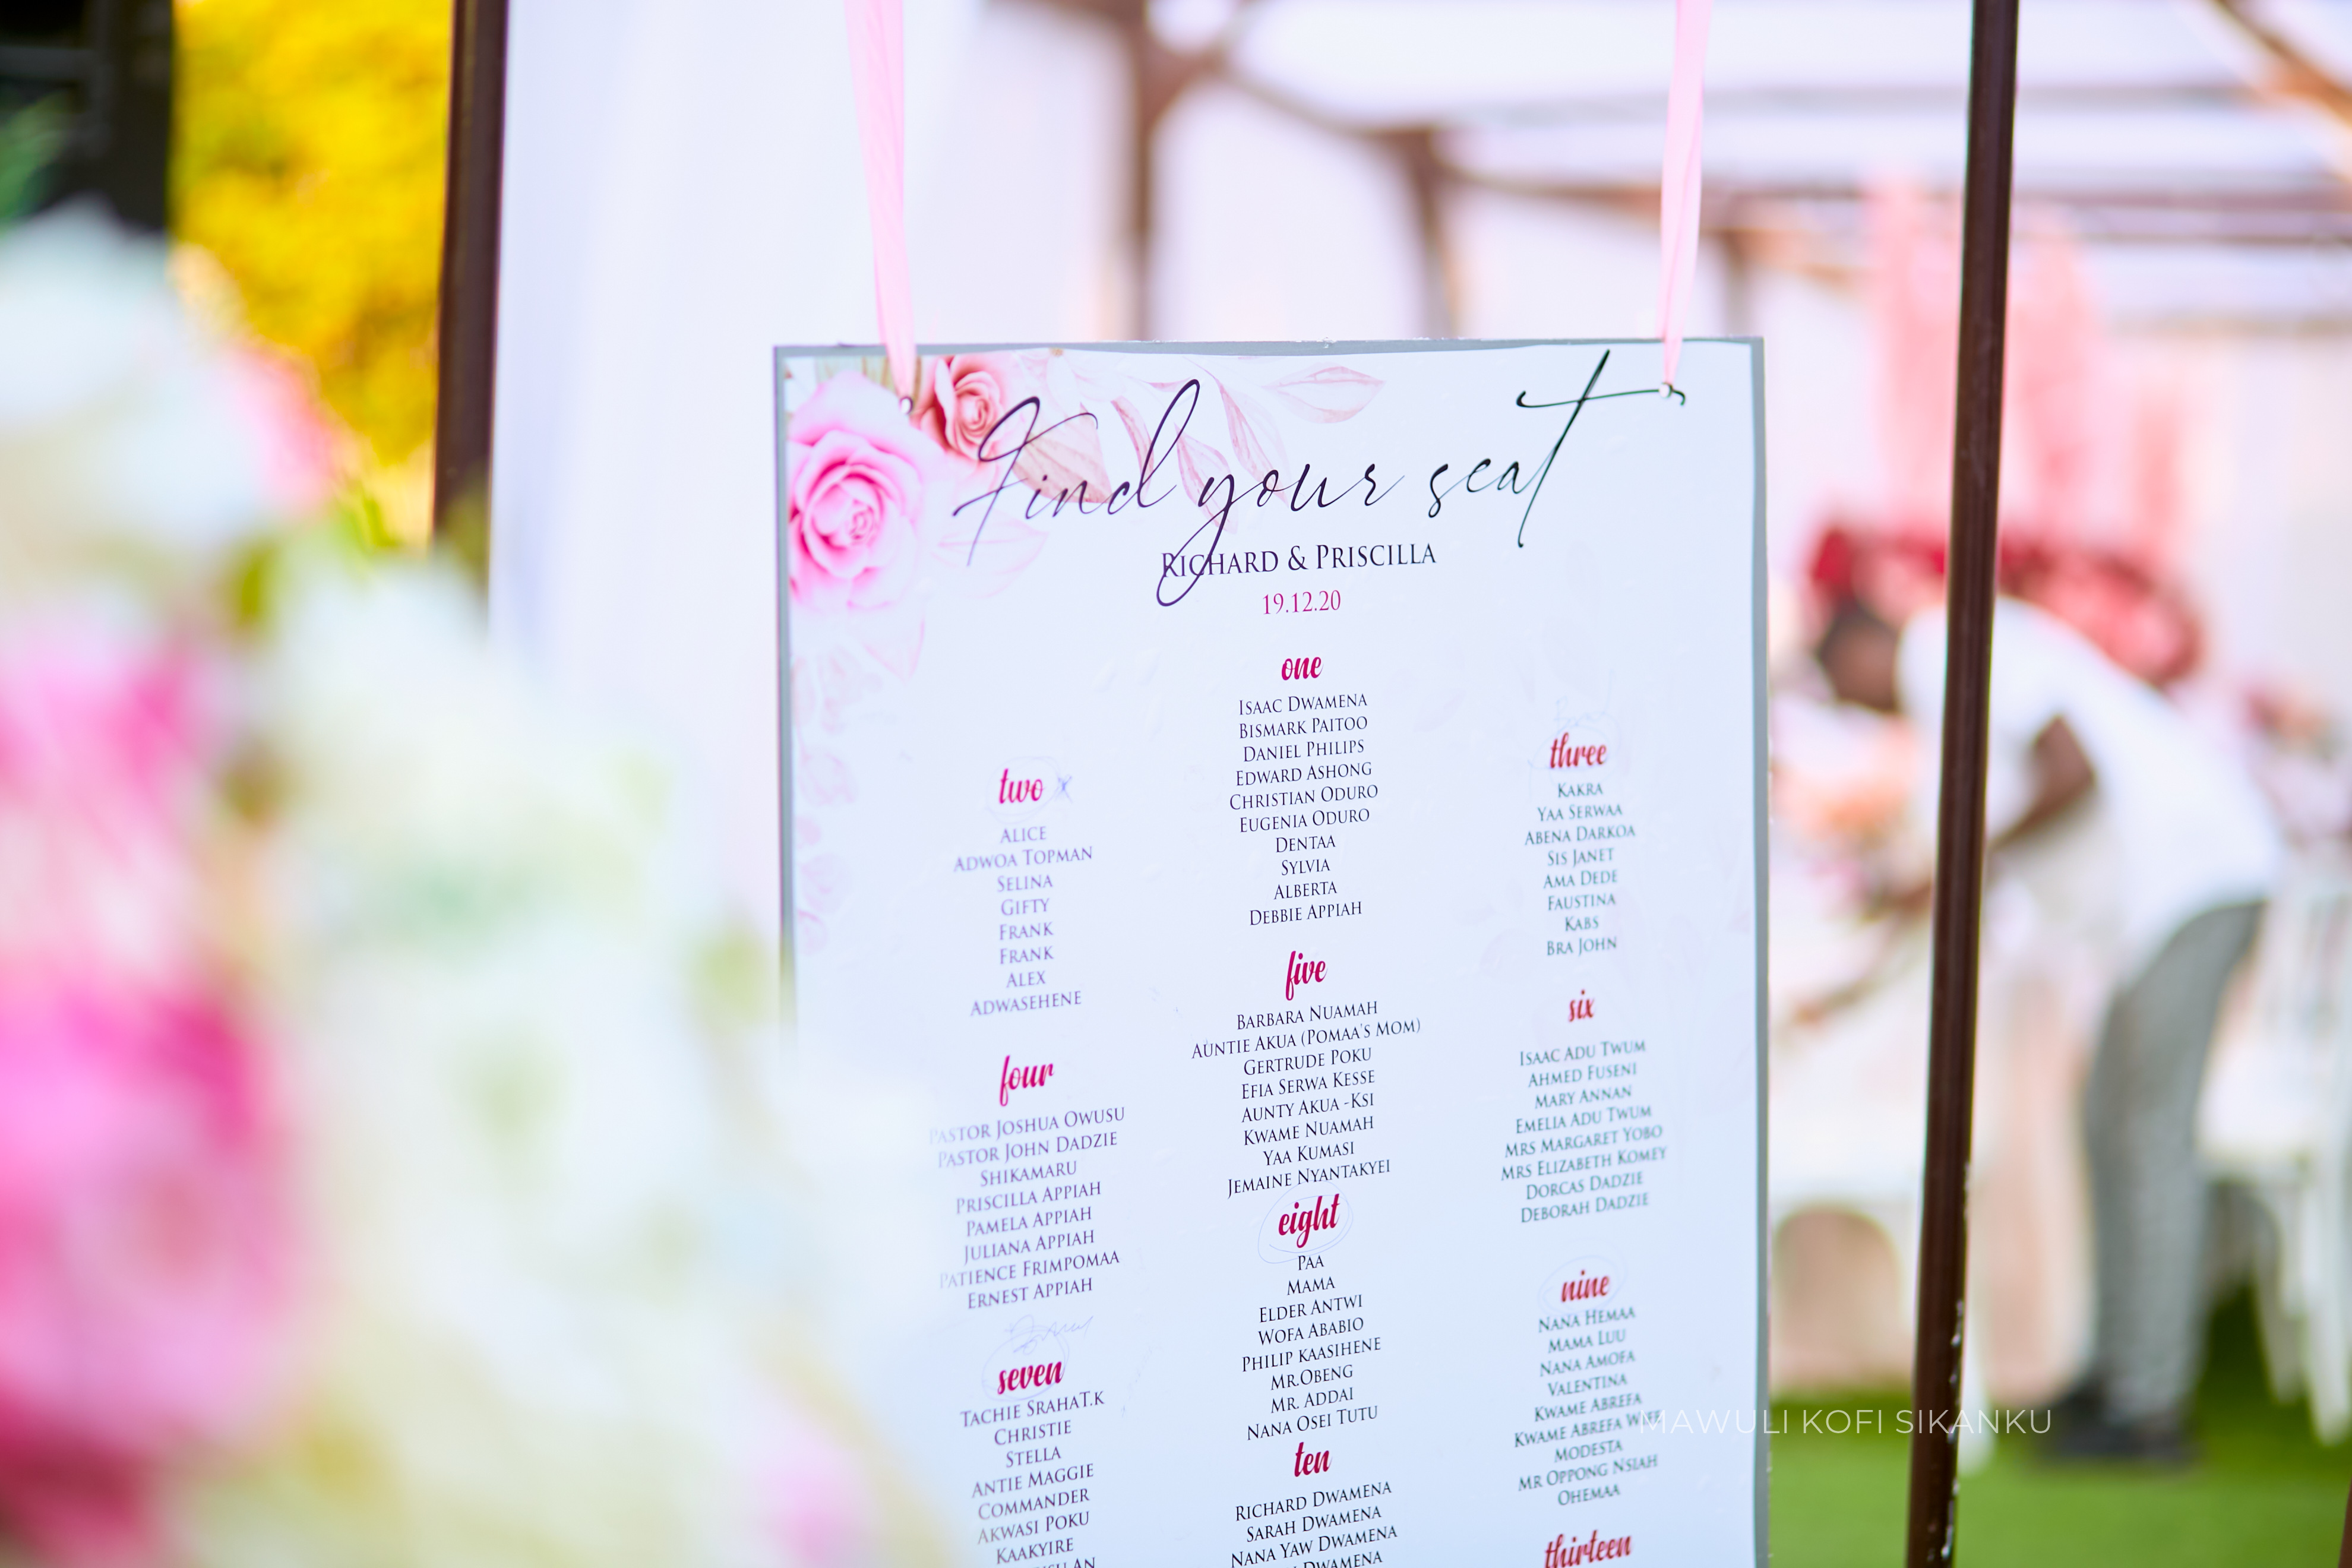 Find your seat
RICHARD & PRISCILLA
19.12.20
one
ISAAC DWAMENA
BISMARK PAITOO
DANIEL PHILIPS
EDWARD ASHONG
CHRISTIAN ODURO
EUGENIA ODURO
DENTAA
SYLVIA
ALBERTA
DEBBIE APPIAH
two
ALICE
ADWOA TOPMAN
SELINA
GIFTY
FRANK
FRANK
ALEX
ADWASEHENE
three
KAKRA
YAA SERWAA
ABENA DARKOA
SIS JANET
AMA DEDE
FAUSTINA
KABS
BRA JOHN
four
PASTOR JOSHUA OWUSU
PASTOR JOHN DADZIE
SHIKAMARU
PRISCILLA APPIAH
PAMELA APPIAH
JULIANA APPIAH
PATIENCE FRIMPOMAA
ERNEST APPIAH
five
BARBARA NUAMAH
AUNTIE AKUA (POMAA'S MOM)
GERTRUDE POKU
EFIA SERWA KESSE
AUNTY AKUA -KSI
KWAME NUAMAH
YAA KUMASI
JEMAINE NYANTAKYEI
six
ISAAC ADU TWUM
AHMED FUSENI
MARY ANNAN
EMELIA ADU TWUM
MRS MARGARET YOBO
MRS ELIZABETH KOMEY
DORCAS DADZIE
DEBORAH DADZIE
seven
TACHIE SRAHAT.K
CHRISTIE
STELLA
ANTIE MAGGIE
COMMANDER
AKWASI POKU
KAAKYIRE
eight
PAA
MAMA
ELDER ANTWI
WOFA ABABIO
PHILIP KAASIHENE
MR.OBENG
MR. ADDAI
NANA OSEI TUTU
nine
NANA HEMAA
MAMA LUU
NANA AMOFA
VALENTINA
KWAME ABREFA
KWAME ABREFA WIFE
MODESTA
MR OPPONG NSIAH
OHEMAA
ten
RICHARD DWAMENA
SARAH DWAMENA
NANA YAW DWAMENA
DWAMENA
thirteen
MAWULI KOFI SIKANKU